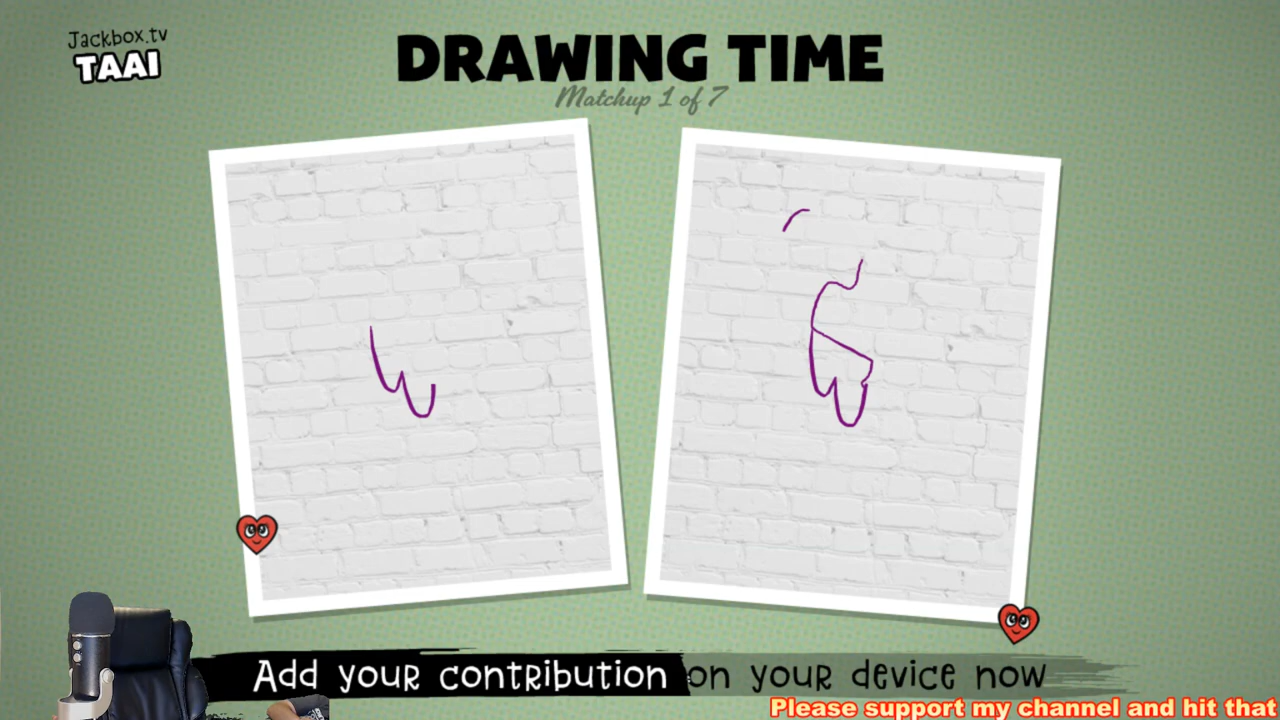 Jackbox.tv
TAAI
DRAWING TIME
Matchup 1 of 7
Add your contribution on your device now
Please support my channel and hit that